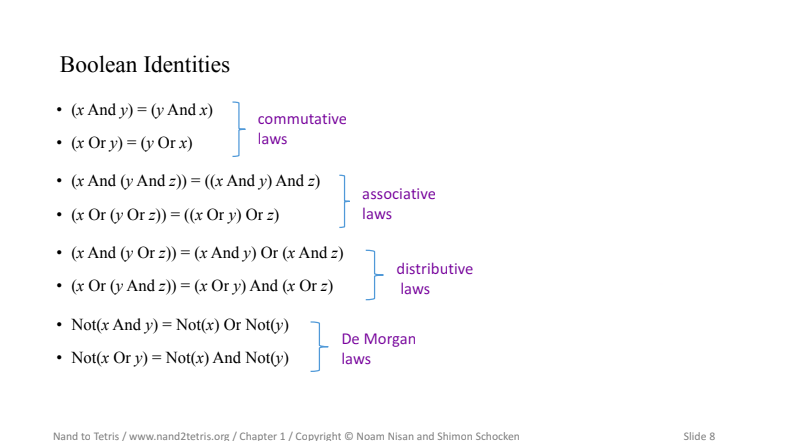 Boolean Identities
• (x And y) = (y And x)
• (x Or y) = (y Or x)
commutative
laws
• (x And (y And z)) = ((x And y) And z)
• (x Or (y Or z)) = ((x Or y) Or z)
associative
laws
• (x And (y Or z)) = (x And y) Or (x And z)
• (x Or (y And z)) = (x Or y) And (x Or z)
distributive
laws
• Not(x And y) = Not(x) Or Not(y)
• Not(x Or y) = Not(x) And Not(y)
De Morgan
laws
Nand to Tetris / www.nand2tetris.org / Chapter 1 / Copyright © Noam Nisan and Shimon Schocken
Slide 8